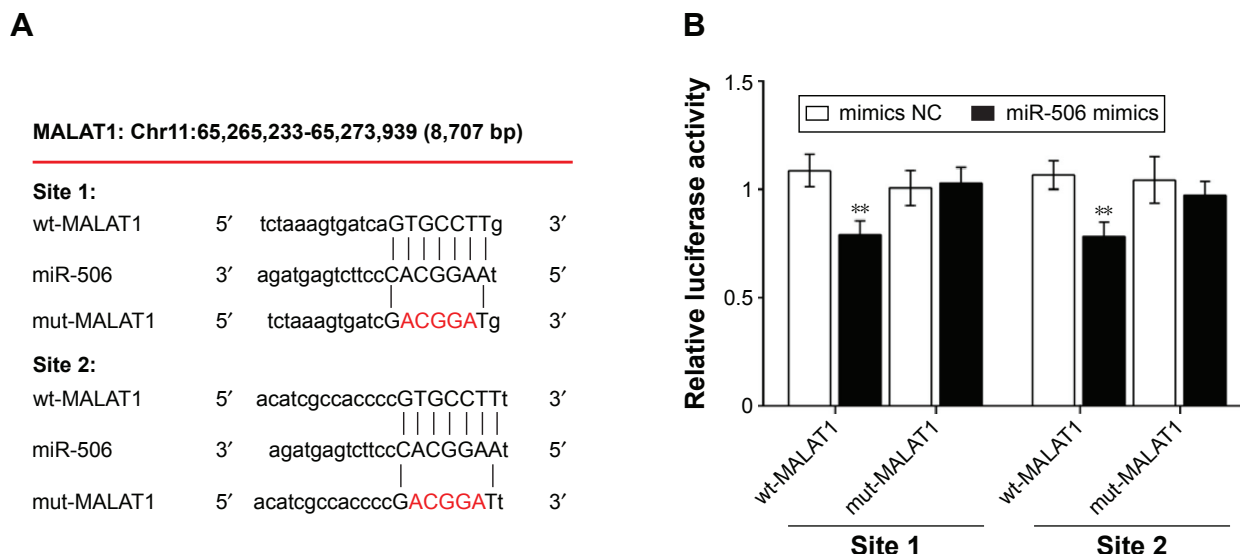 A
MALAT1: Chr11:65,265,233-65,273,939 (8,707 bp)
Site 1:
wt-MALAT1 5′ tctaaagtgatcaGTGCCTTg 3′
miR-506 3′ agatgagtcttccCACGGAAt 5′
mut-MALAT1 5′ tctaaagtgatcGACGGATg 3′
Site 2:
wt-MALAT1 5′ acatcgccaccccGTGCCTTt 3′
miR-506 3′ agatgagtcttccCACGGAAt 5′
mut-MALAT1 5′ acatcgccaccccGACGGATt 3′
B
Relative luciferase activity
1.5
1
0.5
0
mimics NC miR-506 mimics
**
**
wt-MALAT1
mut-MALAT1
wt-MALAT1
mut-MALAT1
Site 1 Site 2